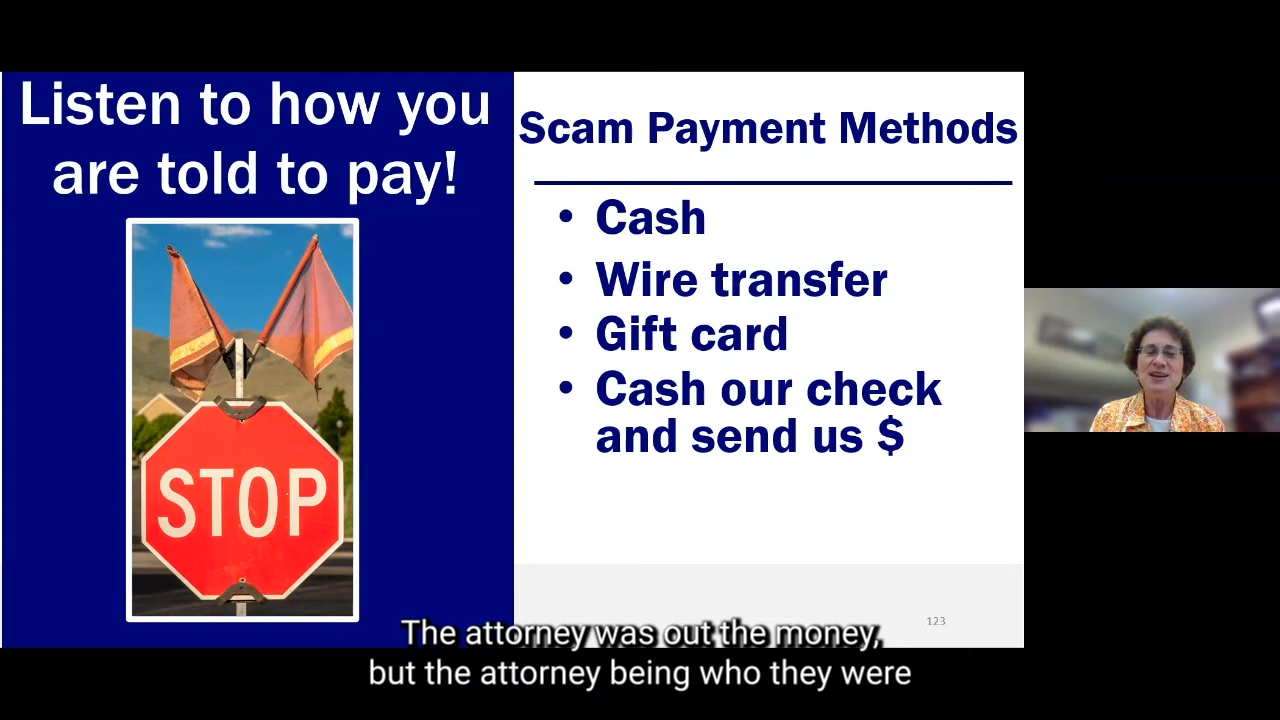 Listen to how you
are told to pay!
STOP
Scam Payment Methods
• Cash
• Wire transfer
• Gift card
• Cash our check
and send us $
123
The attorney was out the money,
but the attorney being who they were